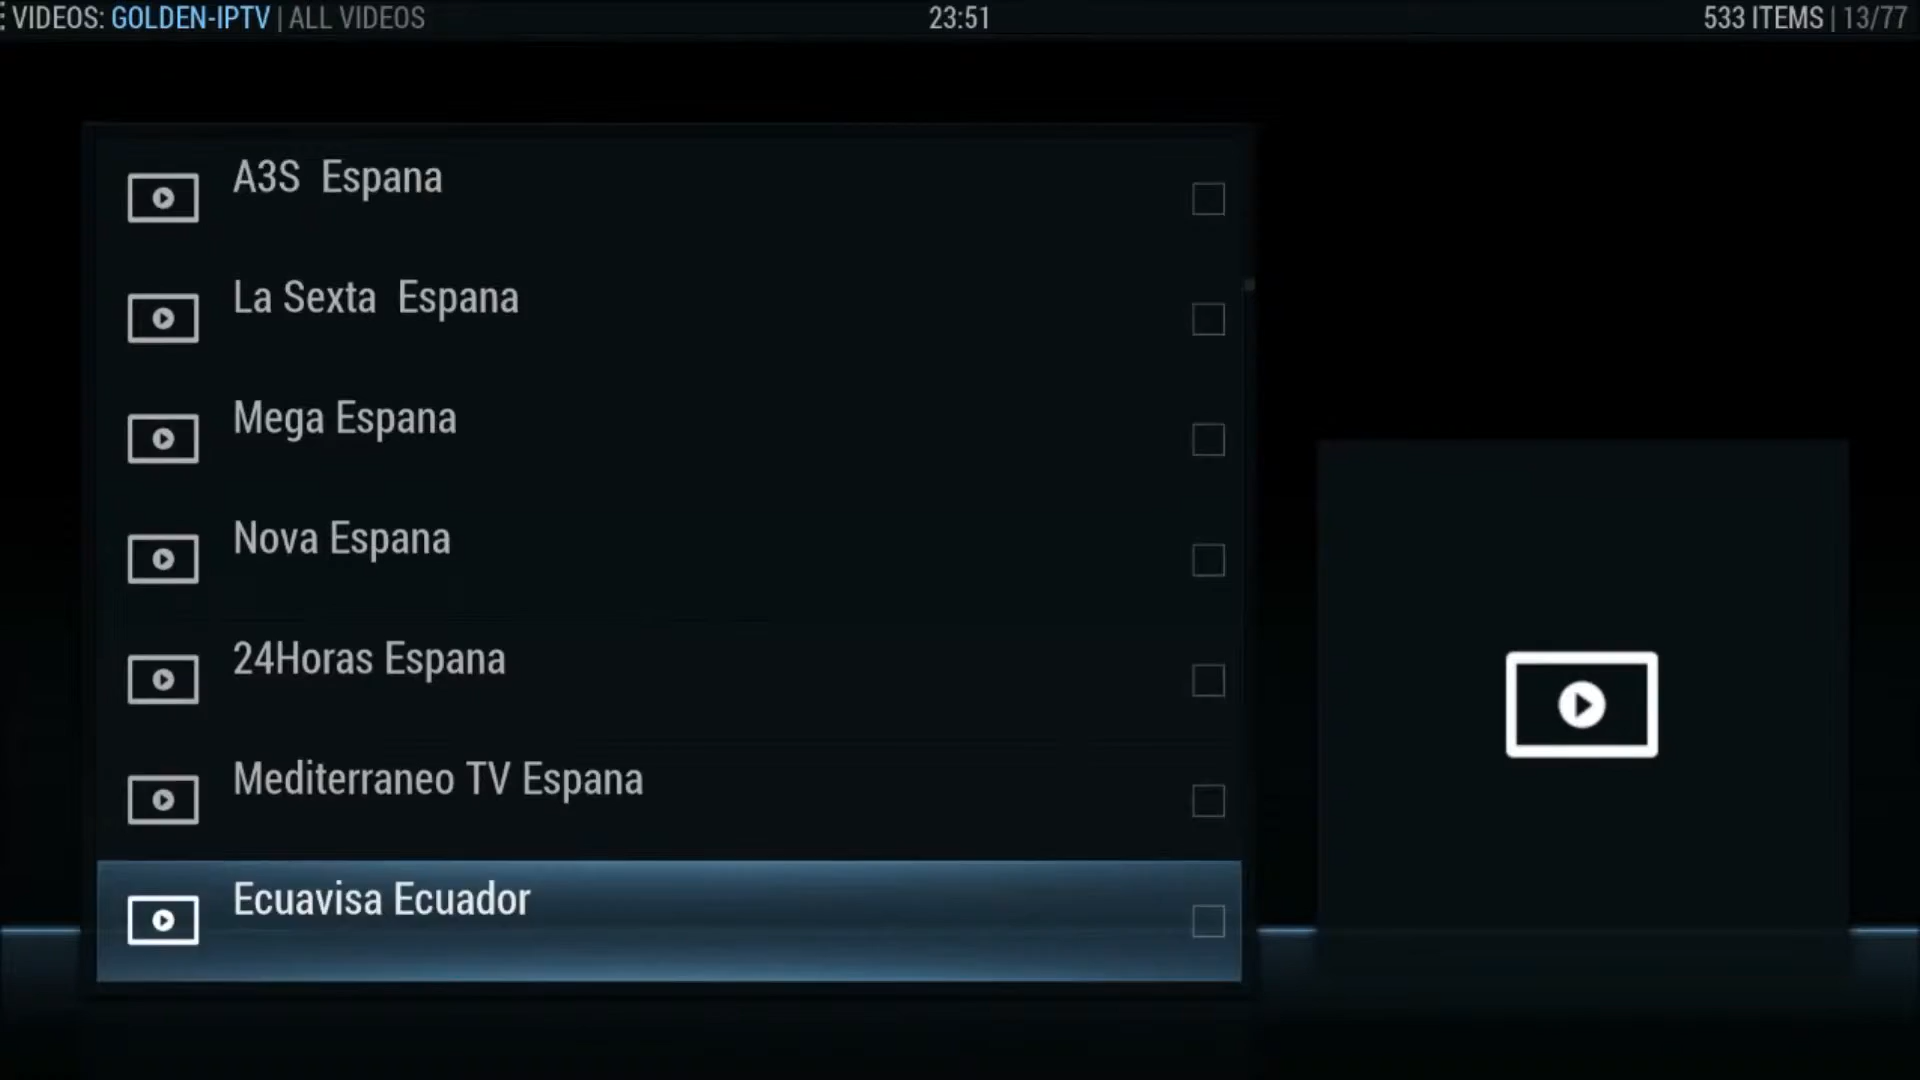 VIDEOS: GOLDEN-IPTV | ALL VIDEOS
23:51
533 ITEMS | 13/77
A3S Espana
La Sexta Espana
Mega Espana
Nova Espana
24Horas Espana
Mediterraneo TV Espana
Ecuavisa Ecuador